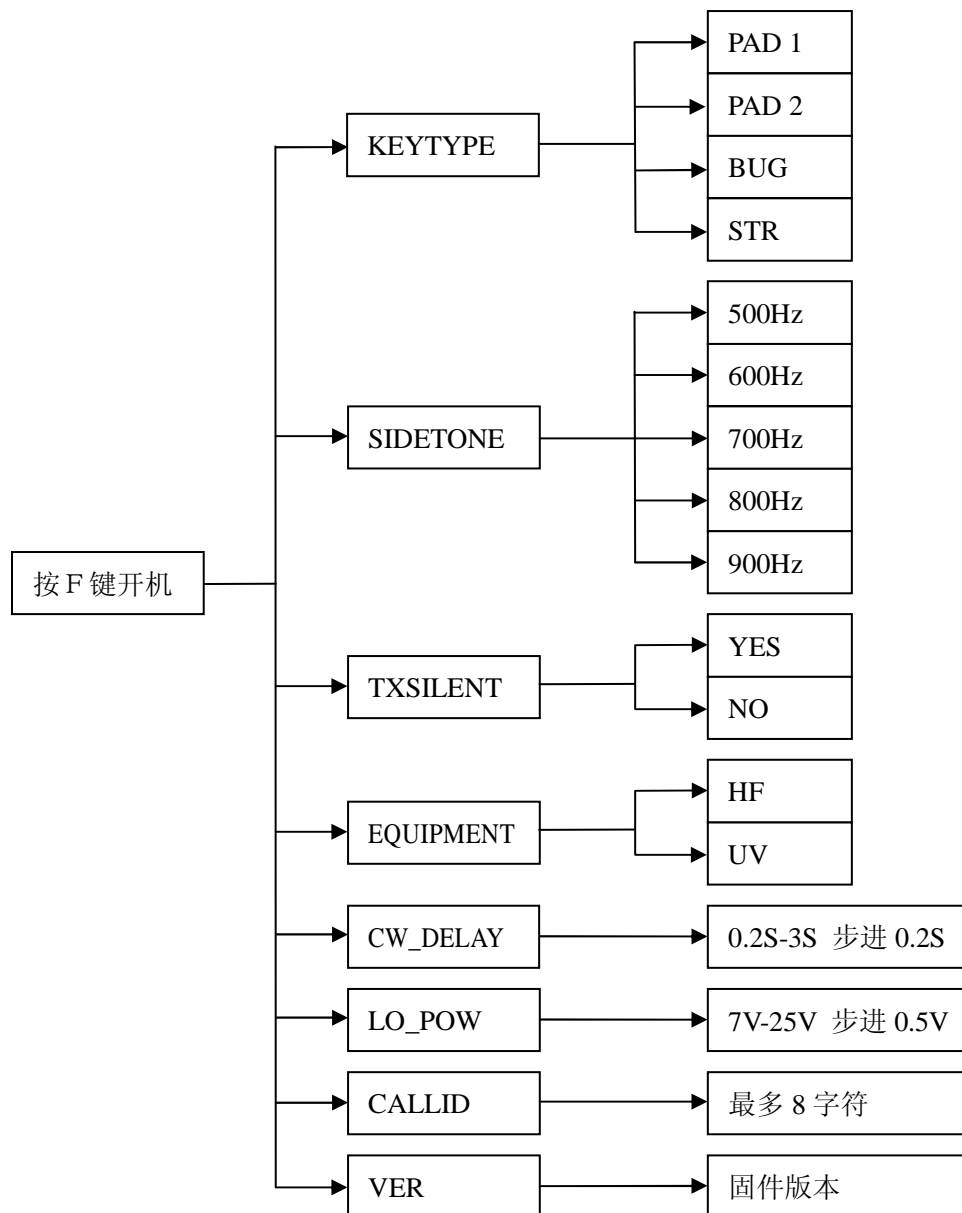 按 F 键开机
KEYTYPE
PAD 1
PAD 2
BUG
STR
SIDETONE
500Hz
600Hz
700Hz
800Hz
900Hz
TXSILENT
YES
NO
EQUIPMENT
HF
UV
CW_DELAY
0.2S-3S 步进 0.2S
LO_POW
7V-25V 步进 0.5V
CALLID
最多 8 字符
VER
固件版本